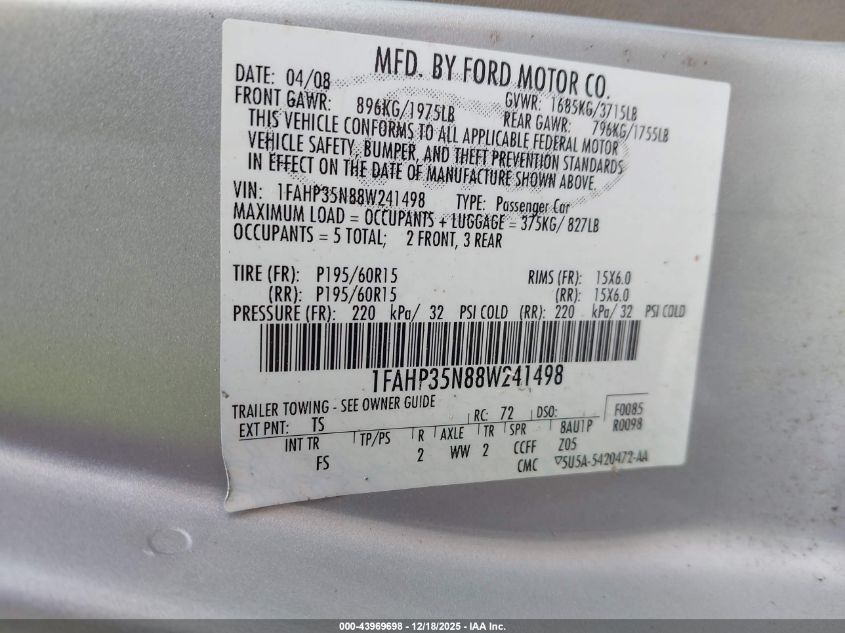 MFD. BY FORD MOTOR CO.
DATE: 04/08 GVWR: 1685KG/3715LB
FRONT GAWR: 896KG/1975LB REAR GAWR: 796KG/1755LB
THIS VEHICLE CONFORMS TO ALL APPLICABLE FEDERAL MOTOR
VEHICLE SAFETY, BUMPER, AND THEFT PREVENTION STANDARDS
IN EFFECT ON THE DATE OF MANUFACTURE SHOWN ABOVE.
VIN: 1FAHP35N88W241498 TYPE: Passenger Car
MAXIMUM LOAD = OCCUPANTS + LUGGAGE = 375KG/ 827LB
OCCUPANTS = 5 TOTAL; 2 FRONT, 3 REAR
TIRE (FR): P195/60R15 RIMS (FR): 15X6.0
(RR): P195/60R15 (RR): 15X6.0
PRESSURE (FR): 220 kPa/ 32 PSI COLD (RR): 220 kPa/ 32 PSI COLD
1FAHP35N88W241498
TRAILER TOWING - SEE OWNER GUIDE
EXT PNT: TS RC: 72 DSO: F0085
INT TR TP/PS R AXLE TR SPR 8AU1P R0098
FS 2 WW 2 CCFF Z05
CMC ▽5U5A-5420472-AA
000-43969698 - 12/18/2025 - IAA Inc.